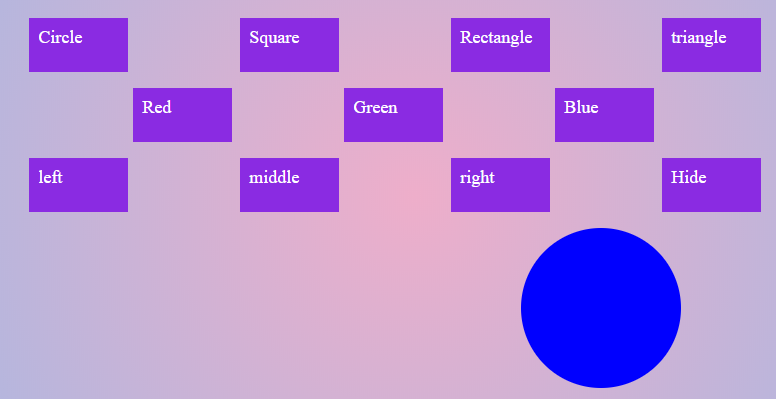 Circle Square Rectangle triangle
Red Green Blue
left middle right Hide